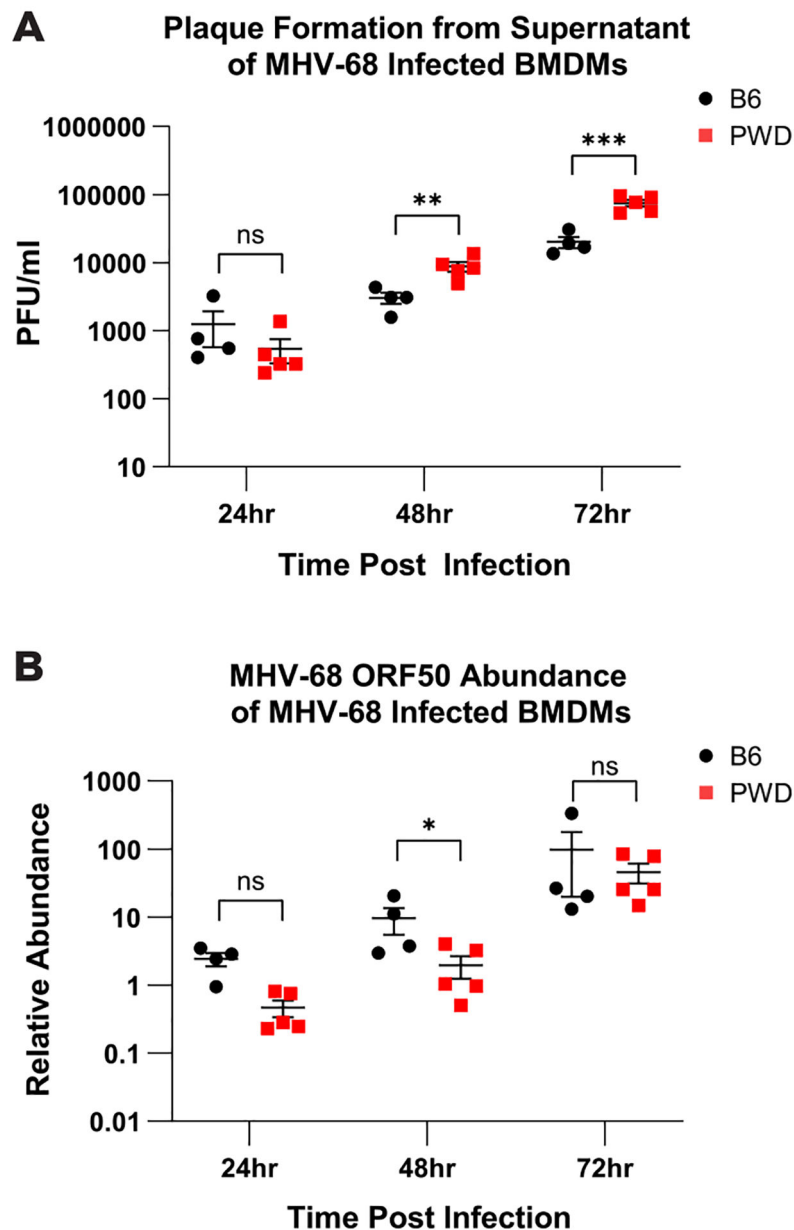 A
Plaque Formation from Supernatant
of MHV-68 Infected BMDMs
B6
PWD
PFU/ml
1000000
100000
10000
1000
100
10
ns
**
***
24hr
48hr
72hr
Time Post Infection
B
MHV-68 ORF50 Abundance
of MHV-68 Infected BMDMs
B6
PWD
Relative Abundance
1000
100
10
1
0.1
0.01
ns
*
ns
24hr
48hr
72hr
Time Post Infection